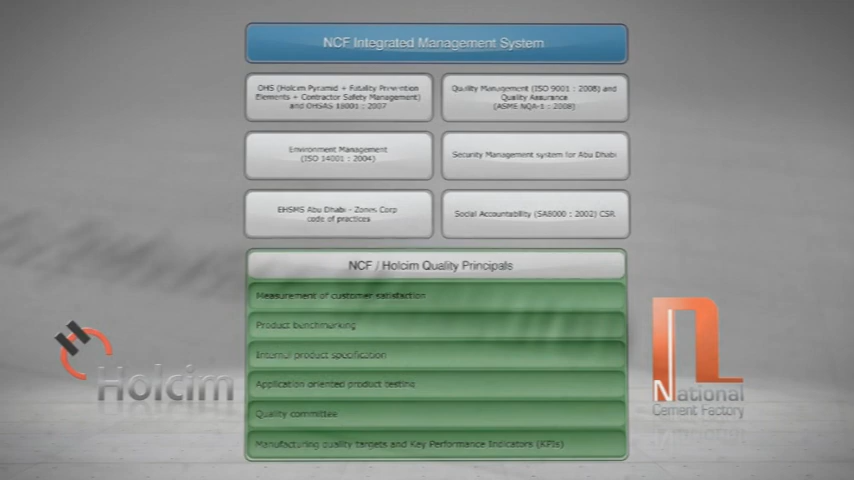 NCF Integrated Management System
OHS (Holcim Pyramid + Fatality Prevention
Elements + Contractor Safety Management)
and OHSAS 18001 : 2007
Quality Management (ISO 9001 : 2008) and
Quality Assurance
(ASME NQA-1 : 2008)
Environment Management
(ISO 14001 : 2004)
Security Management system for Abu Dhabi
EHSMS Abu Dhabi - Zones Corp
code of practices
Social Accountability (SA8000 : 2002) CSR
NCF / Holcim Quality Principals
Measurement of customer satisfaction
Product benchmarking
Internal product specification
Application oriented product testing
Quality committee
Manufacturing quality targets and Key Performance Indicators (KPIs)
Holcim
National
Cement Factory